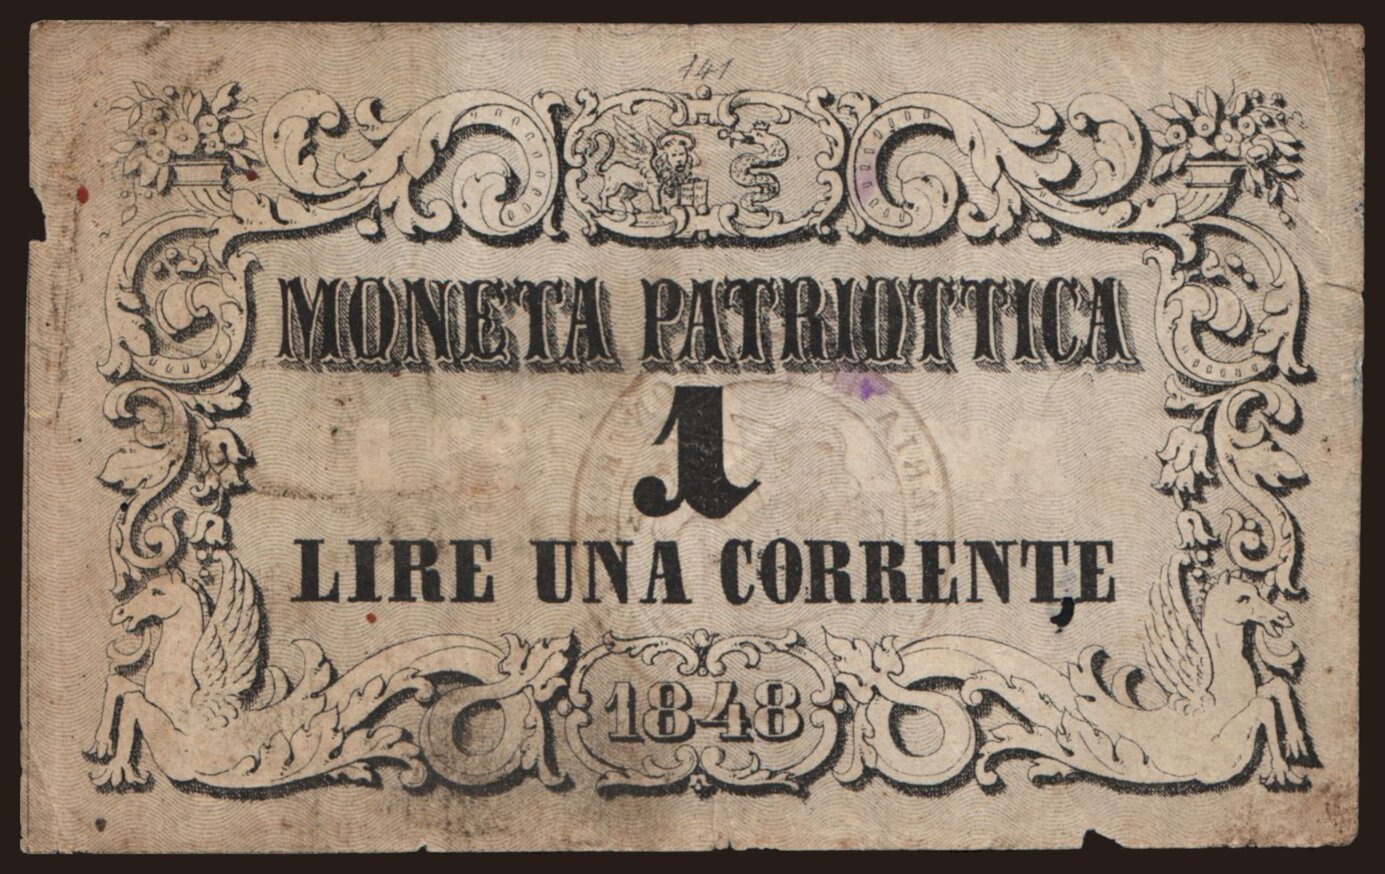 141
MONETA PATRIOTTICA
1
LIRE UNA CORRENTE
1848